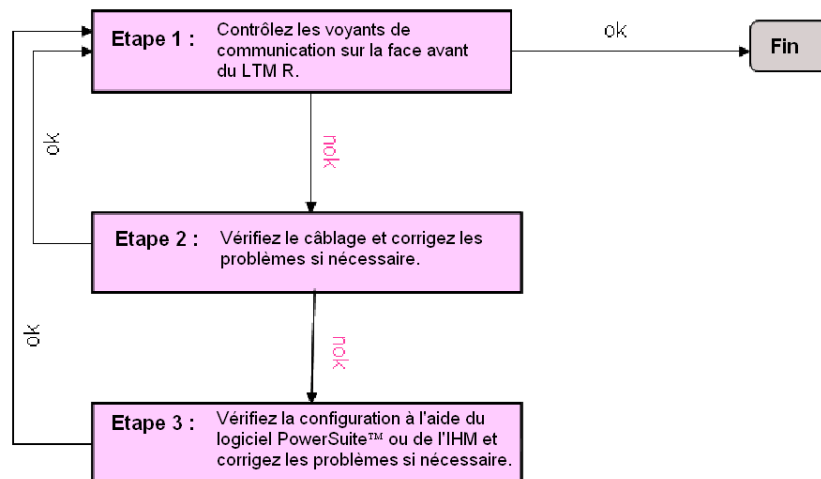 Etape 1 : Contrôlez les voyants de
communication sur la face avant
du LTM R.
ok
Fin
nok
ok
Etape 2 : Vérifiez le câblage et corrigez les
problèmes si nécessaire.
nok
ok
Etape 3 : Vérifiez la configuration à l'aide du
logiciel PowerSuite™ ou de l'IHM et
corrigez les problèmes si nécessaire.